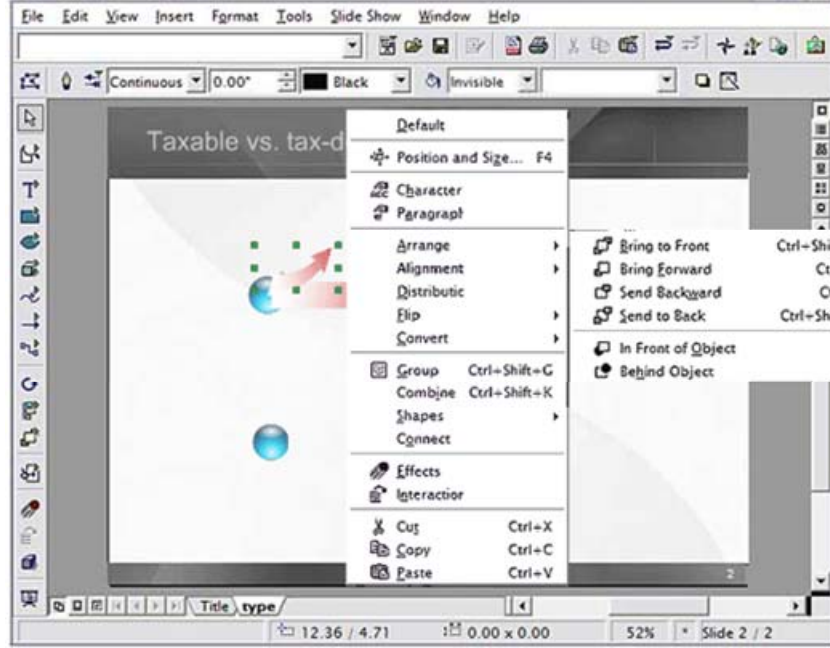 File Edit View Insert Format Tools Slide Show Window Help
Continuous 0.00" Black Invisible
Taxable vs. tax-d
Default
Position and Size... F4
Character
Paragraph
Arrange
Alignment
Distributic
Flip
Convert
Group Ctrl+Shift+G
Combine Ctrl+Shift+K
Shapes
Connect
Effects
Interactior
Cut Ctrl+X
Copy Ctrl+C
Paste Ctrl+V
Bring to Front Ctrl+Shi
Bring Forward Ct
Send Backward C
Send to Back Ctrl+Sh
In Front of Object
Behind Object
2
Title type
12.36 / 4.71 0.00 x 0.00 52% * Slide 2 / 2